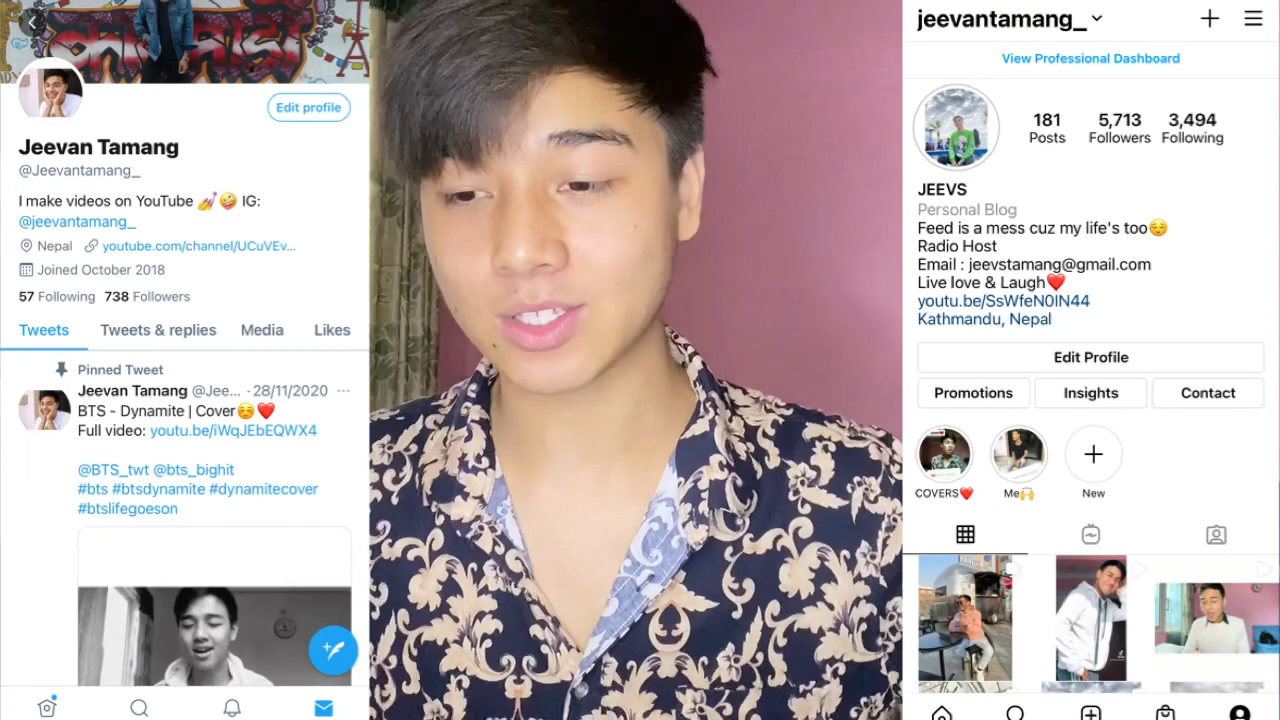 Edit profile
Jeevan Tamang
@Jeevantamang_
I make videos on YouTube 💅🤪 IG:
@jeevantamang_
Nepal youtube.com/channel/UCuVEv...
Joined October 2018
57 Following 738 Followers
Tweets Tweets & replies Media Likes
Pinned Tweet
Jeevan Tamang @Jee... · 28/11/2020 ···
BTS - Dynamite | Cover😌❤️
Full video: youtu.be/iWqJEbEQWX4
@BTS_twt @bts_bighit
#bts #btsdynamite #dynamitecover
#btslifegoeson
jeevantamang_
View Professional Dashboard
181 5,713 3,494
Posts Followers Following
JEEVS
Personal Blog
Feed is a mess cuz my life's too😌
Radio Host
Email : jeevstamang@gmail.com
Live love & Laugh❤️
youtu.be/SsWfeN0lN44
Kathmandu, Nepal
Edit Profile
Promotions Insights Contact
COVERS❤️ Me🙌 New